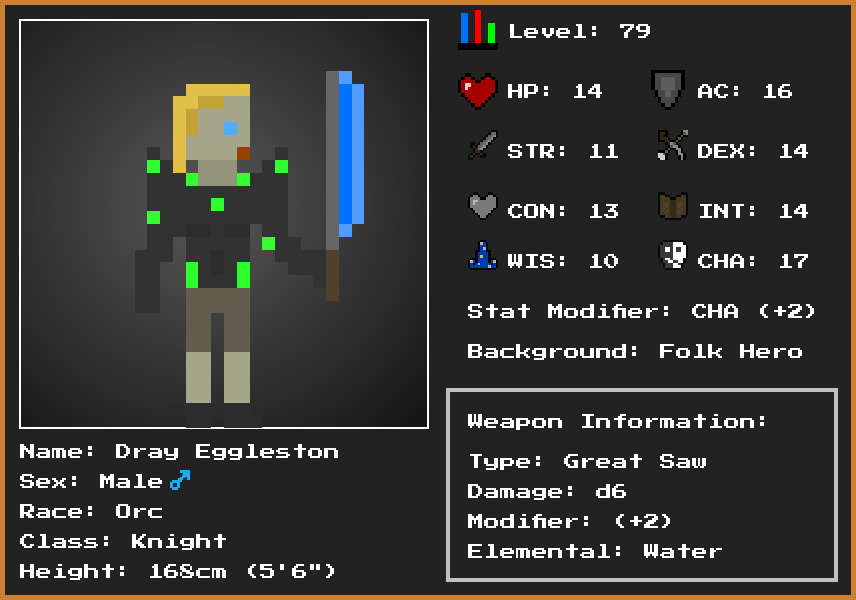 Level: 79
HP: 14 AC: 16
STR: 11 DEX: 14
CON: 13 INT: 14
WIS: 10 CHA: 17
Stat Modifier: CHA (+2)
Background: Folk Hero
Weapon Information:
Type: Great Saw
Damage: d6
Modifier: (+2)
Elemental: Water
Name: Dray Eggleston
Sex: Male ♂
Race: Orc
Class: Knight
Height: 168cm (5'6")